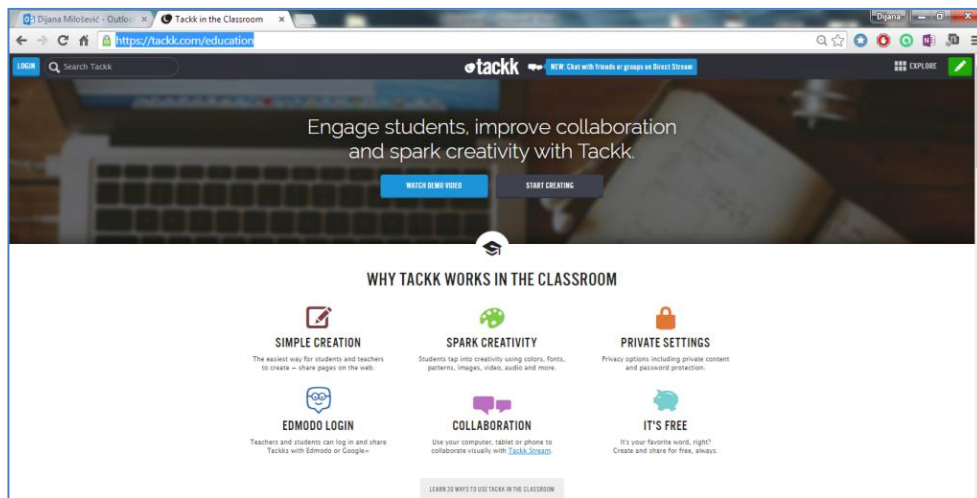 Dijana Milošević - Outloo
Tackk in the Classroom
Dijana
https://tackk.com/education
LOGIN
Search Tackk
tackk
NEW: Chat with friends or groups on Direct Stream
EXPLORE
Engage students, improve collaboration
and spark creativity with Tackk.
WATCH DEMO VIDEO
START CREATING
WHY TACKK WORKS IN THE CLASSROOM
SIMPLE CREATION
The easiest way for students and teachers
to create + share pages on the web.
SPARK CREATIVITY
Students tap into creativity using colors, fonts,
patterns, images, video, audio and more.
PRIVATE SETTINGS
Privacy options including private content
and password protection.
EDMODO LOGIN
Teachers and students can log in and share
Tackks with Edmodo or Google+
COLLABORATION
Use your computer, tablet or phone to
collaborate visually with Tackk Stream.
IT'S FREE
It's your favorite word, right?
Create and share for free, always.
LEARN 20 WAYS TO USE TACKK IN THE CLASSROOM